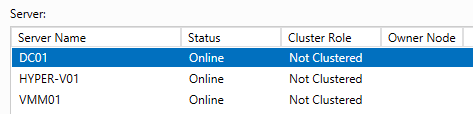 Server:
Server Name Status Cluster Role Owner Node
DC01 Online Not Clustered
HYPER-V01 Online Not Clustered
VMM01 Online Not Clustered